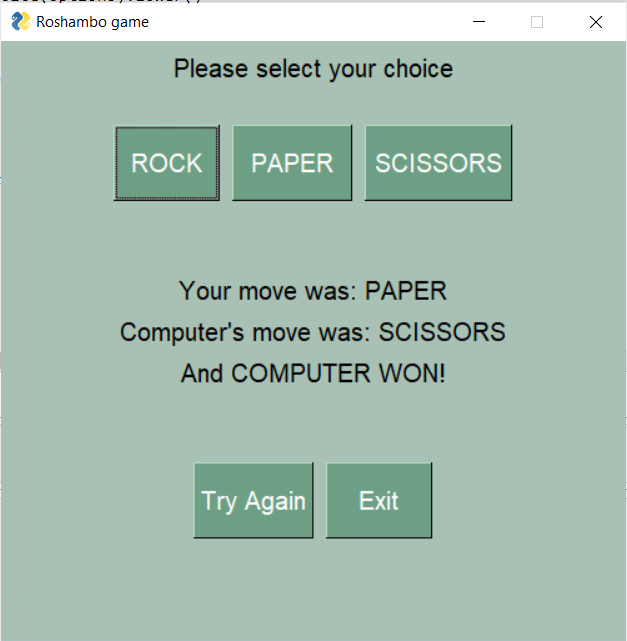 Roshambo game
Please select your choice
ROCK PAPER SCISSORS
Your move was: PAPER
Computer's move was: SCISSORS
And COMPUTER WON!
Try Again Exit